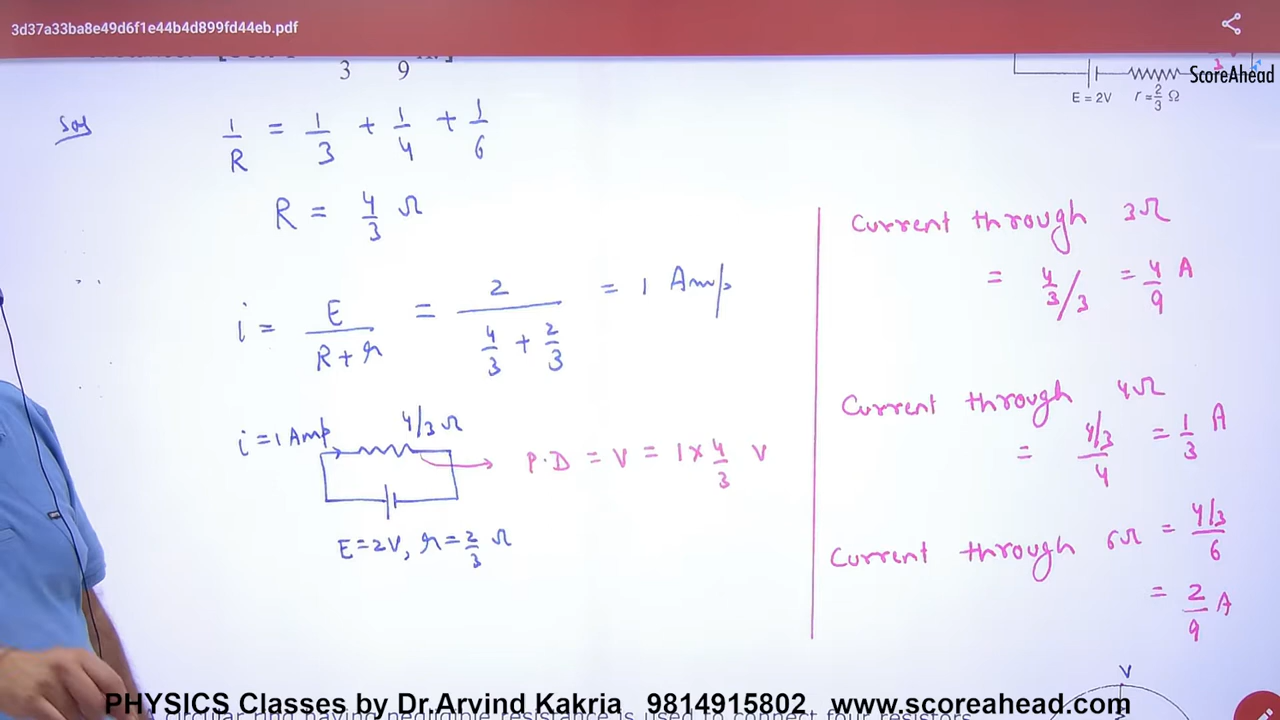 3d37a33ba8e49d6f1e44b4d899fd44eb.pdf
3 9
ScoreAhead
E = 2V r = 2/3 Ω
Sol
1/R = 1/3 + 1/4 + 1/6
R = 4/3 Ω
i = E/(R + r) = 2/(4/3 + 2/3) = 1 Amp
i = 1 Amp 4/3 Ω
P.D = V = 1 × 4/3 V
E = 2V, r = 2/3 Ω
Current through 3Ω
= 4/3/3 = 4/9 A
Current through 4Ω
= 4/3/4 = 1/3 A
Current through 6Ω = 4/3/6
= 2/9 A
V
PHYSICS Classes by Dr.Arvind Kakria 9814915802 www.scoreahead.com